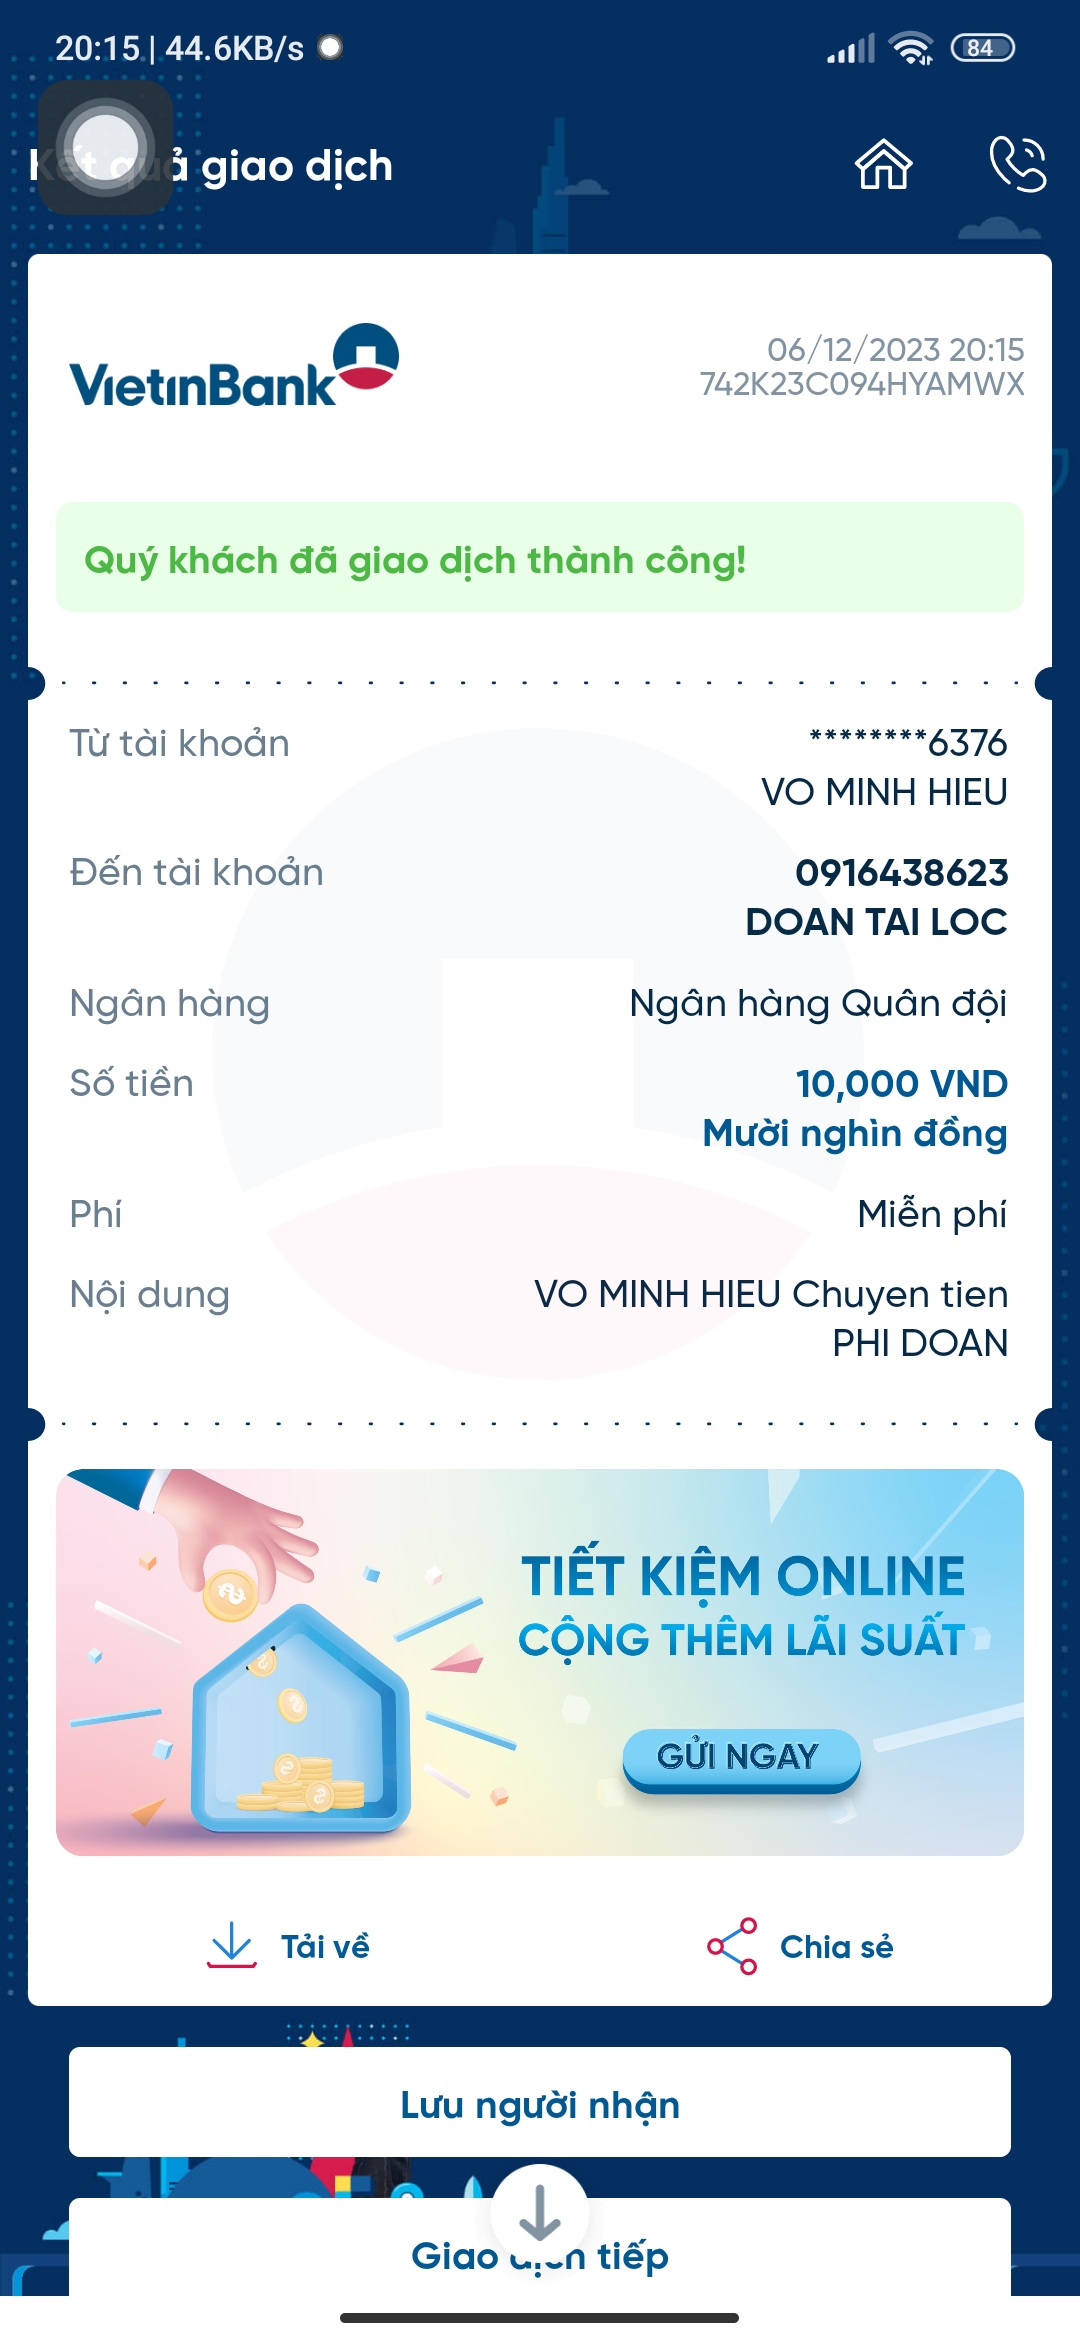 20:15 | 44.6KB/s
84
Kết quả giao dịch
VietinBank
06/12/2023 20:15
742K23C094HYAMWX
Quý khách đã giao dịch thành công!
Từ tài khoản
********6376
VO MINH HIEU
Đến tài khoản
0916438623
DOAN TAI LOC
Ngân hàng
Ngân hàng Quân đội
Số tiền
10,000 VND
Mười nghìn đồng
Phí
Miễn phí
Nội dung
VO MINH HIEU Chuyen tien
PHI DOAN
TIẾT KIỆM ONLINE
CỘNG THÊM LÃI SUẤT
GỬI NGAY
Tải về
Chia sẻ
Lưu người nhận
Giao dịch tiếp